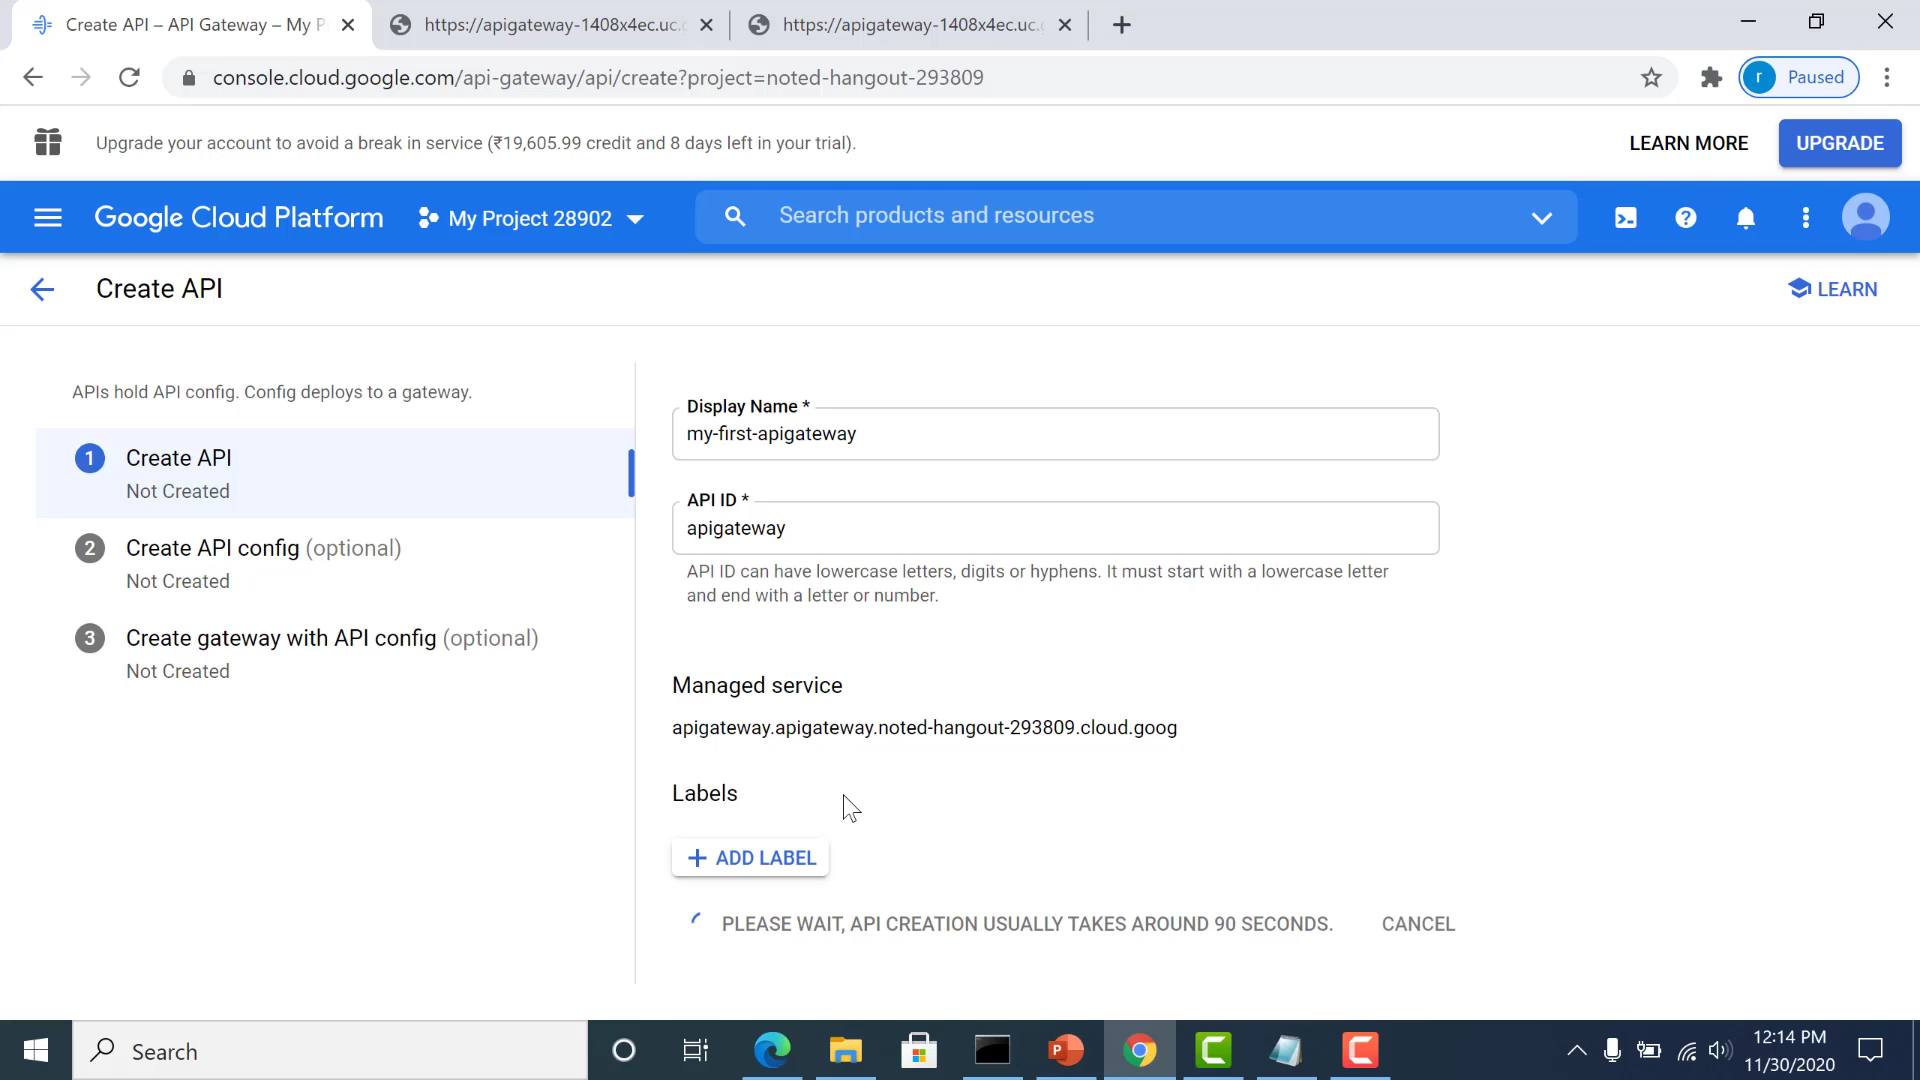 Create API – API Gateway – My P
https://apigateway-1408x4ec.uc.
https://apigateway-1408x4ec.uc.
console.cloud.google.com/api-gateway/api/create?project=noted-hangout-293809
r Paused
Upgrade your account to avoid a break in service (₹19,605.99 credit and 8 days left in your trial).
LEARN MORE
UPGRADE
Google Cloud Platform
My Project 28902
Search products and resources
Create API
LEARN
APIs hold API config. Config deploys to a gateway.
1 Create API
Not Created
2 Create API config (optional)
Not Created
3 Create gateway with API config (optional)
Not Created
Display Name *
my-first-apigateway
API ID *
apigateway
API ID can have lowercase letters, digits or hyphens. It must start with a lowercase letter
and end with a letter or number.
Managed service
apigateway.apigateway.noted-hangout-293809.cloud.goog
Labels
+ ADD LABEL
PLEASE WAIT, API CREATION USUALLY TAKES AROUND 90 SECONDS.
CANCEL
Search
12:14 PM
11/30/2020